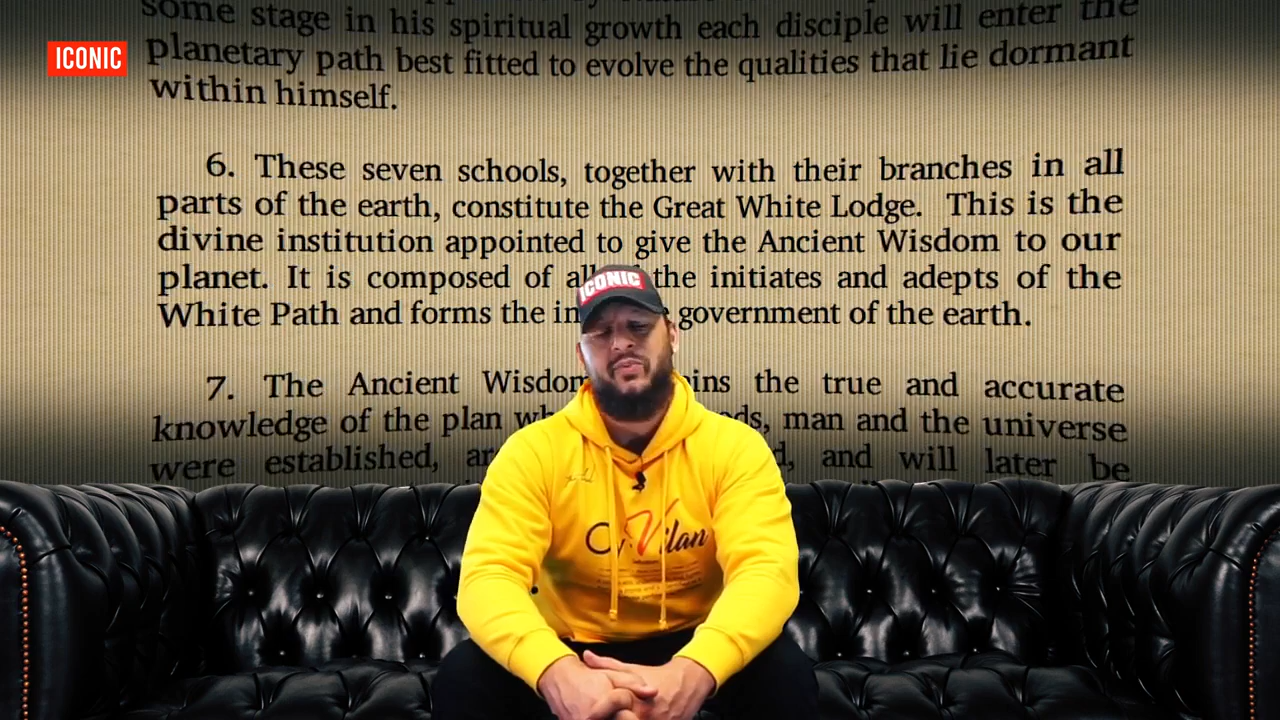 some stage in his spiritual growth each disciple will enter the
ICONIC
planetary path best fitted to evolve the qualities that lie dormant
within himself.
6. These seven schools, together with their branches in all
parts of the earth, constitute the Great White Lodge. This is the
divine institution appointed to give the Ancient Wisdom to our
planet. It is composed of the initiates and adepts of the
ICONIC
White Path and forms the government of the earth.
7. The Ancient Wisdom the true and accurate
knowledge of the plan man and the universe
were established, and will later be